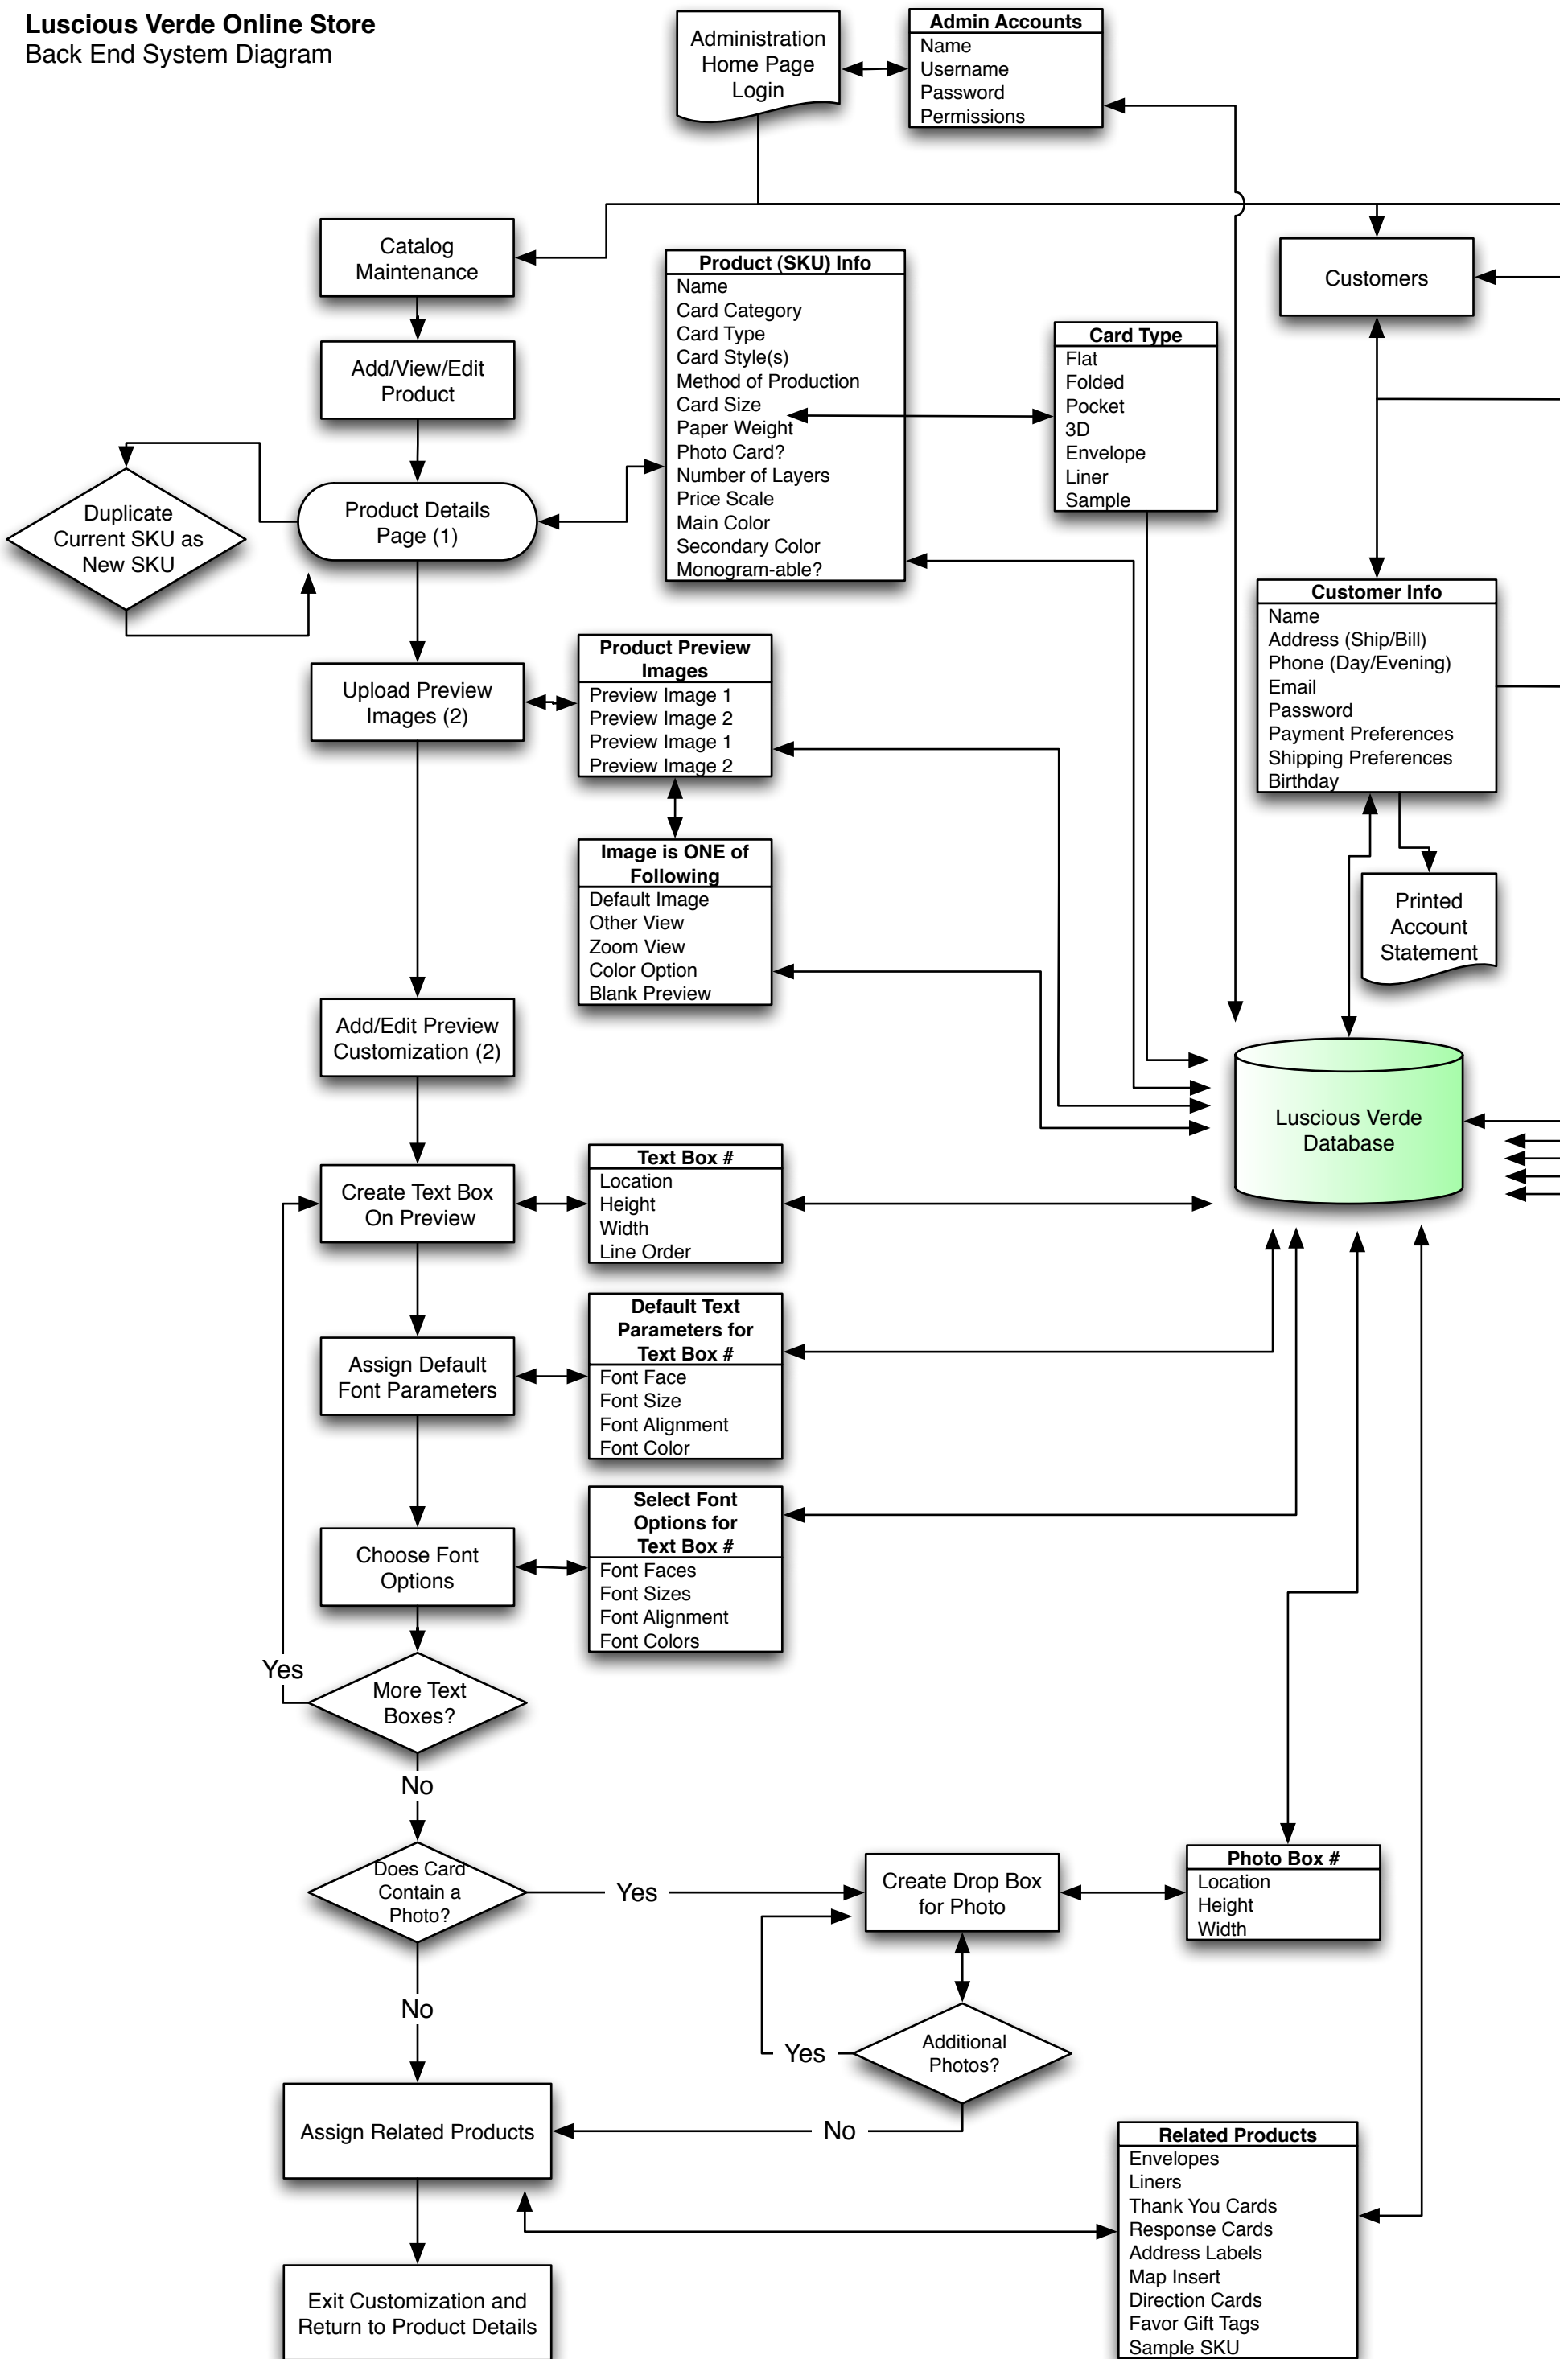 Luscious Verde Online Store
Back End System Diagram
Administration
Home Page
Login
Admin Accounts
Name
Username
Password
Permissions
Catalog
Maintenance
Add/View/Edit
Product
Product Details
Page (1)
Duplicate
Current SKU as
New SKU
Product (SKU) Info
Name
Card Category
Card Type
Card Style(s)
Method of Production
Card Size
Paper Weight
Photo Card?
Number of Layers
Price Scale
Main Color
Secondary Color
Monogram-able?
Card Type
Flat
Folded
Pocket
3D
Envelope
Liner
Sample
Customers
Customer Info
Name
Address (Ship/Bill)
Phone (Day/Evening)
Email
Password
Payment Preferences
Shipping Preferences
Birthday
Printed
Account
Statement
Upload Preview
Images (2)
Product Preview
Images
Preview Image 1
Preview Image 2
Preview Image 1
Preview Image 2
Image is ONE of
Following
Default Image
Other View
Zoom View
Color Option
Blank Preview
Add/Edit Preview
Customization (2)
Luscious Verde
Database
Create Text Box
On Preview
Text Box #
Location
Height
Width
Line Order
Assign Default
Font Parameters
Default Text
Parameters for
Text Box #
Font Face
Font Size
Font Alignment
Font Color
Choose Font
Options
Select Font
Options for
Text Box #
Font Faces
Font Sizes
Font Alignment
Font Colors
Yes
More Text
Boxes?
No
Does Card
Contain a
Photo?
Yes
Create Drop Box
for Photo
Photo Box #
Location
Height
Width
No
Yes
Additional
Photos?
Assign Related Products
No
Related Products
Envelopes
Liners
Thank You Cards
Response Cards
Address Labels
Map Insert
Direction Cards
Favor Gift Tags
Sample SKU
Exit Customization and
Return to Product Details